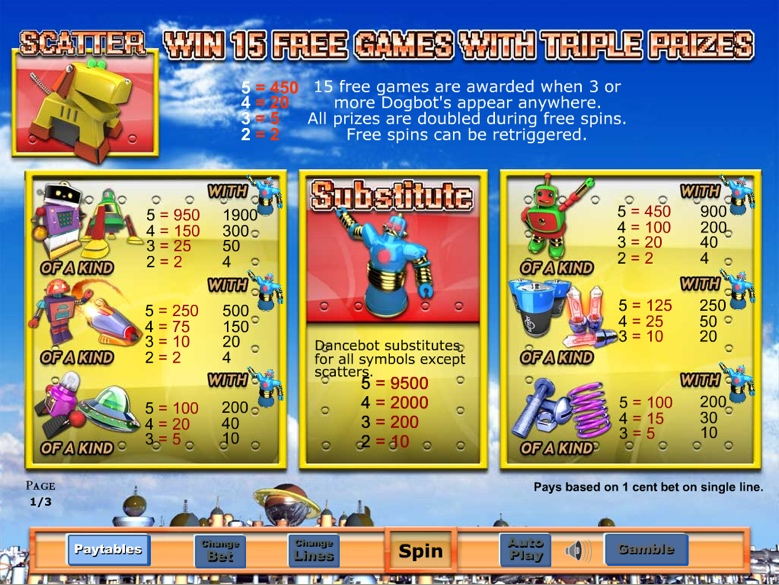 SCATTER WIN 15 FREE GAMES WITH TRIPLE PRIZES
5 = 450
4 = 20
3 = 5
2 = 2
15 free games are awarded when 3 or
more Dogbot's appear anywhere.
All prizes are doubled during free spins.
Free spins can be retriggered.
WITH
5 = 950 1900
4 = 150 300
3 = 25 50
2 = 2 4
OF A KIND
WITH
5 = 250 500
4 = 75 150
3 = 10 20
2 = 2 4
OF A KIND
WITH
5 = 100 200
4 = 20 40
3 = 5 10
OF A KIND
Substitute
Dancebot substitutes
for all symbols except
scatters.
5 = 9500
4 = 2000
3 = 200
2 = 10
WITH
5 = 450 900
4 = 100 200
3 = 20 40
2 = 2 4
OF A KIND
WITH
5 = 125 250
4 = 25 50
3 = 10 20
OF A KIND
WITH
5 = 100 200
4 = 15 30
3 = 5 10
OF A KIND
PAGE
1/3
Pays based on 1 cent bet on single line.
Paytables
Change
Bet
Change
Lines
Spin
Auto
Play
Gamble